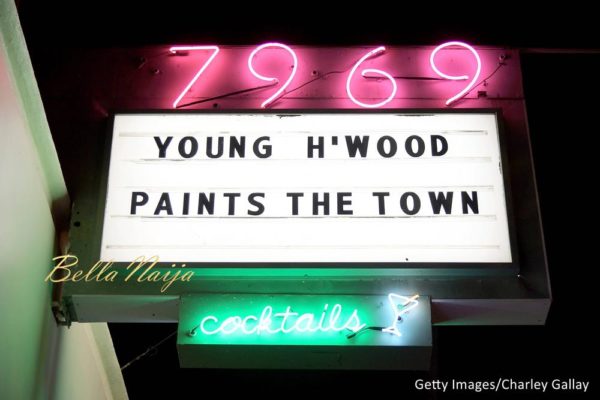 7969
YOUNG H'WOOD
PAINTS THE TOWN
BellaNaija
cocktails
Getty Images/Charley Gallay